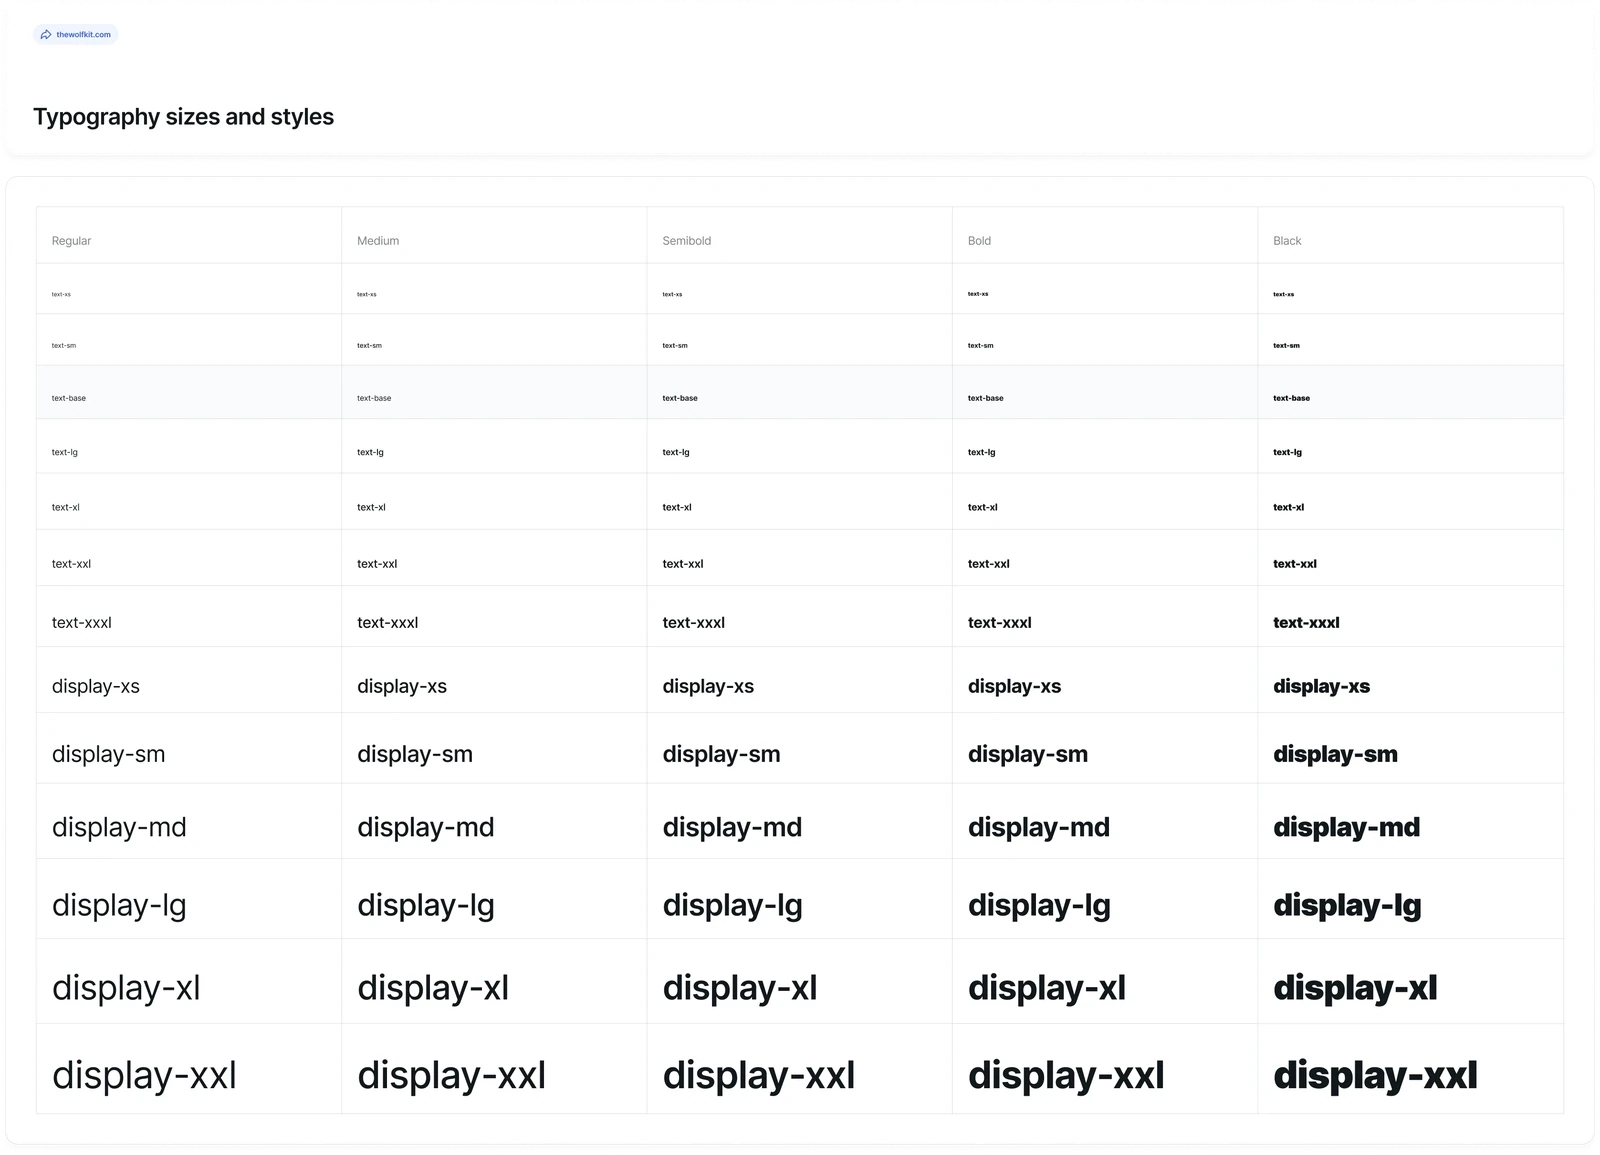 thewolfkit.com
Typography sizes and styles
Regular Medium Semibold Bold Black
text-xs text-xs text-xs text-xs text-xs
text-sm text-sm text-sm text-sm text-sm
text-base text-base text-base text-base text-base
text-lg text-lg text-lg text-lg text-lg
text-xl text-xl text-xl text-xl text-xl
text-xxl text-xxl text-xxl text-xxl text-xxl
text-xxxl text-xxxl text-xxxl text-xxxl text-xxxl
display-xs display-xs display-xs display-xs display-xs
display-sm display-sm display-sm display-sm display-sm
display-md display-md display-md display-md display-md
display-lg display-lg display-lg display-lg display-lg
display-xl display-xl display-xl display-xl display-xl
display-xxl display-xxl display-xxl display-xxl display-xxl